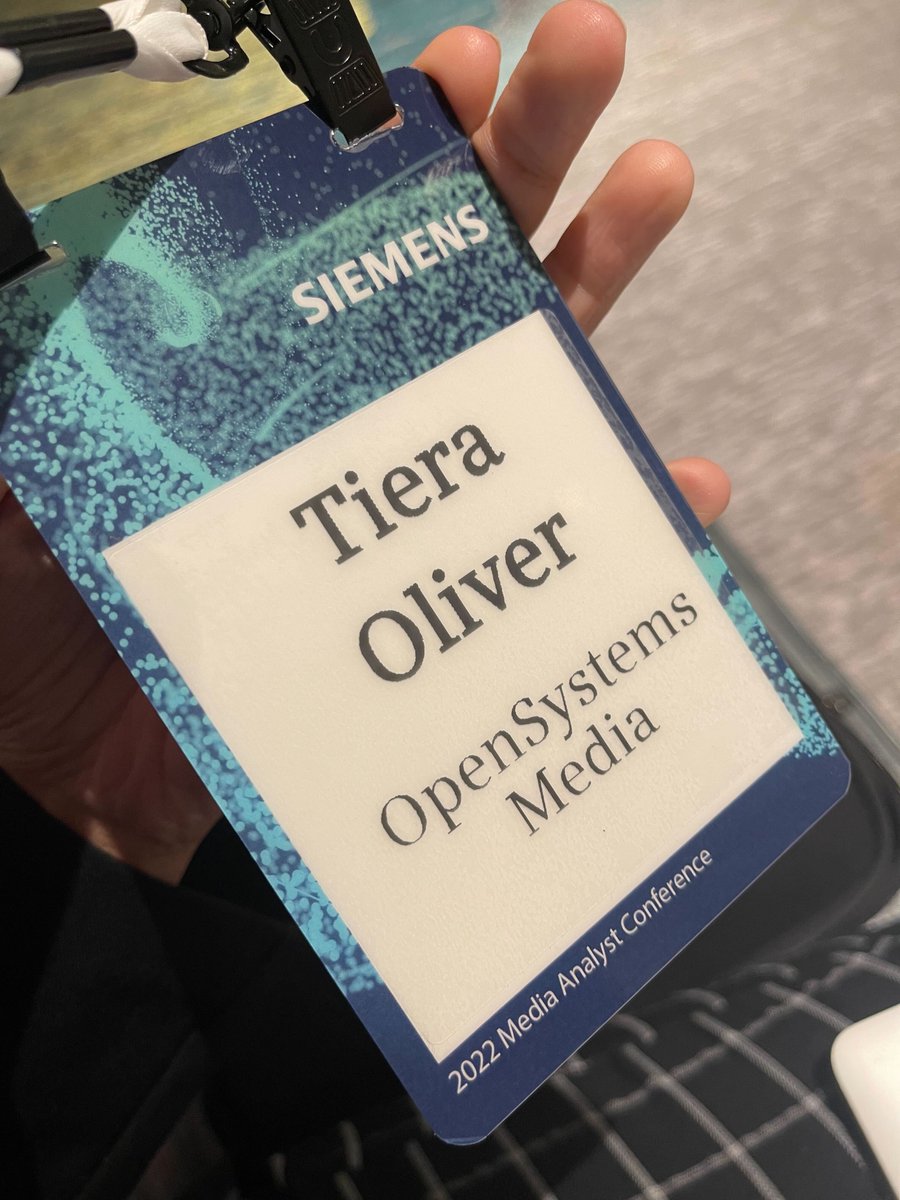 SIEMENS
Tiera
Oliver
OpenSystems
Media
2022 Media Analyst Conference